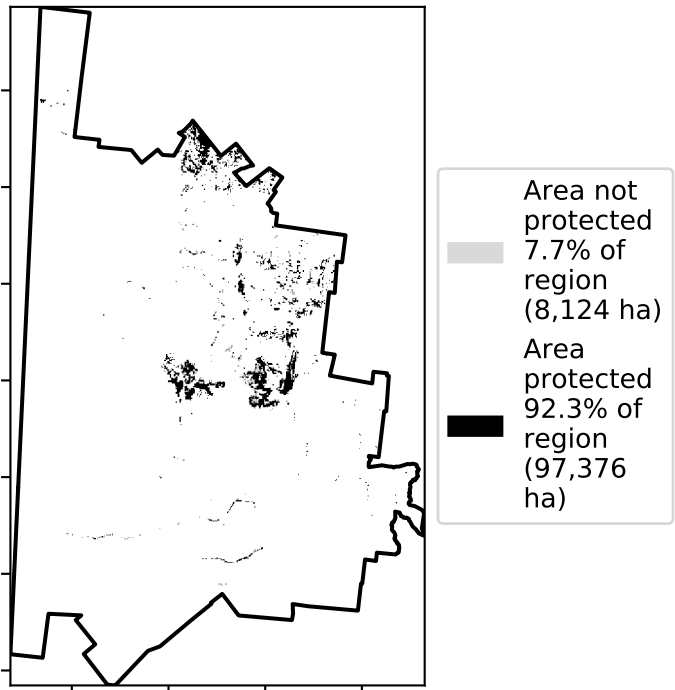 Area not
protected
7.7% of
region
(8,124 ha)
Area
protected
92.3% of
region
(97,376
ha)